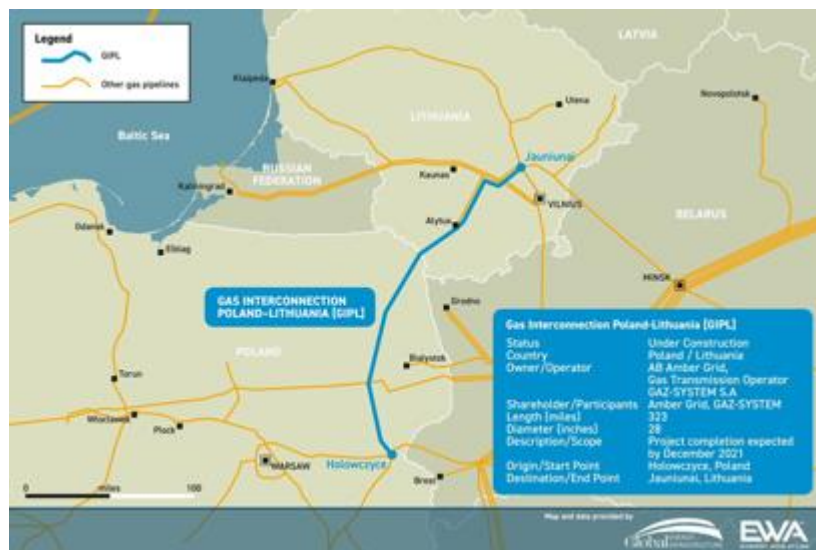 Legend
GIPL
Other gas pipelines
LATVIA
Klaipeda
Utena
Novopolotsk
LITHUANIA
Baltic Sea
Jauniunai
RUSSIAN
FEDERATION
Kaunas
Kaliningrad
VILNIUS
BELARUS
Alytus
Gdansk
Elblag
MINSK
GAS INTERCONNECTION
POLAND-LITHUANIA [GIPL]
Grodno
POLAND
Bialystok
Torun
Wloclawek
Plock
WARSAW
Holowczyce
Brest
0 miles 100
Gas Interconnection Poland-Lithuania [GIPL]
Status Under Construction
Country Poland / Lithuania
Owner/Operator AB Amber Grid,
Gas Transmission Operator
GAZ-SYSTEM S.A
Shareholder/Participants Amber Grid, GAZ-SYSTEM
Length (miles) 323
Diameter (inches) 28
Description/Scope Project completion expected
by December 2021
Origin/Start Point Holowczyce, Poland
Destination/End Point Jauniunai, Lithuania
Map and data provided by
Global
EWA